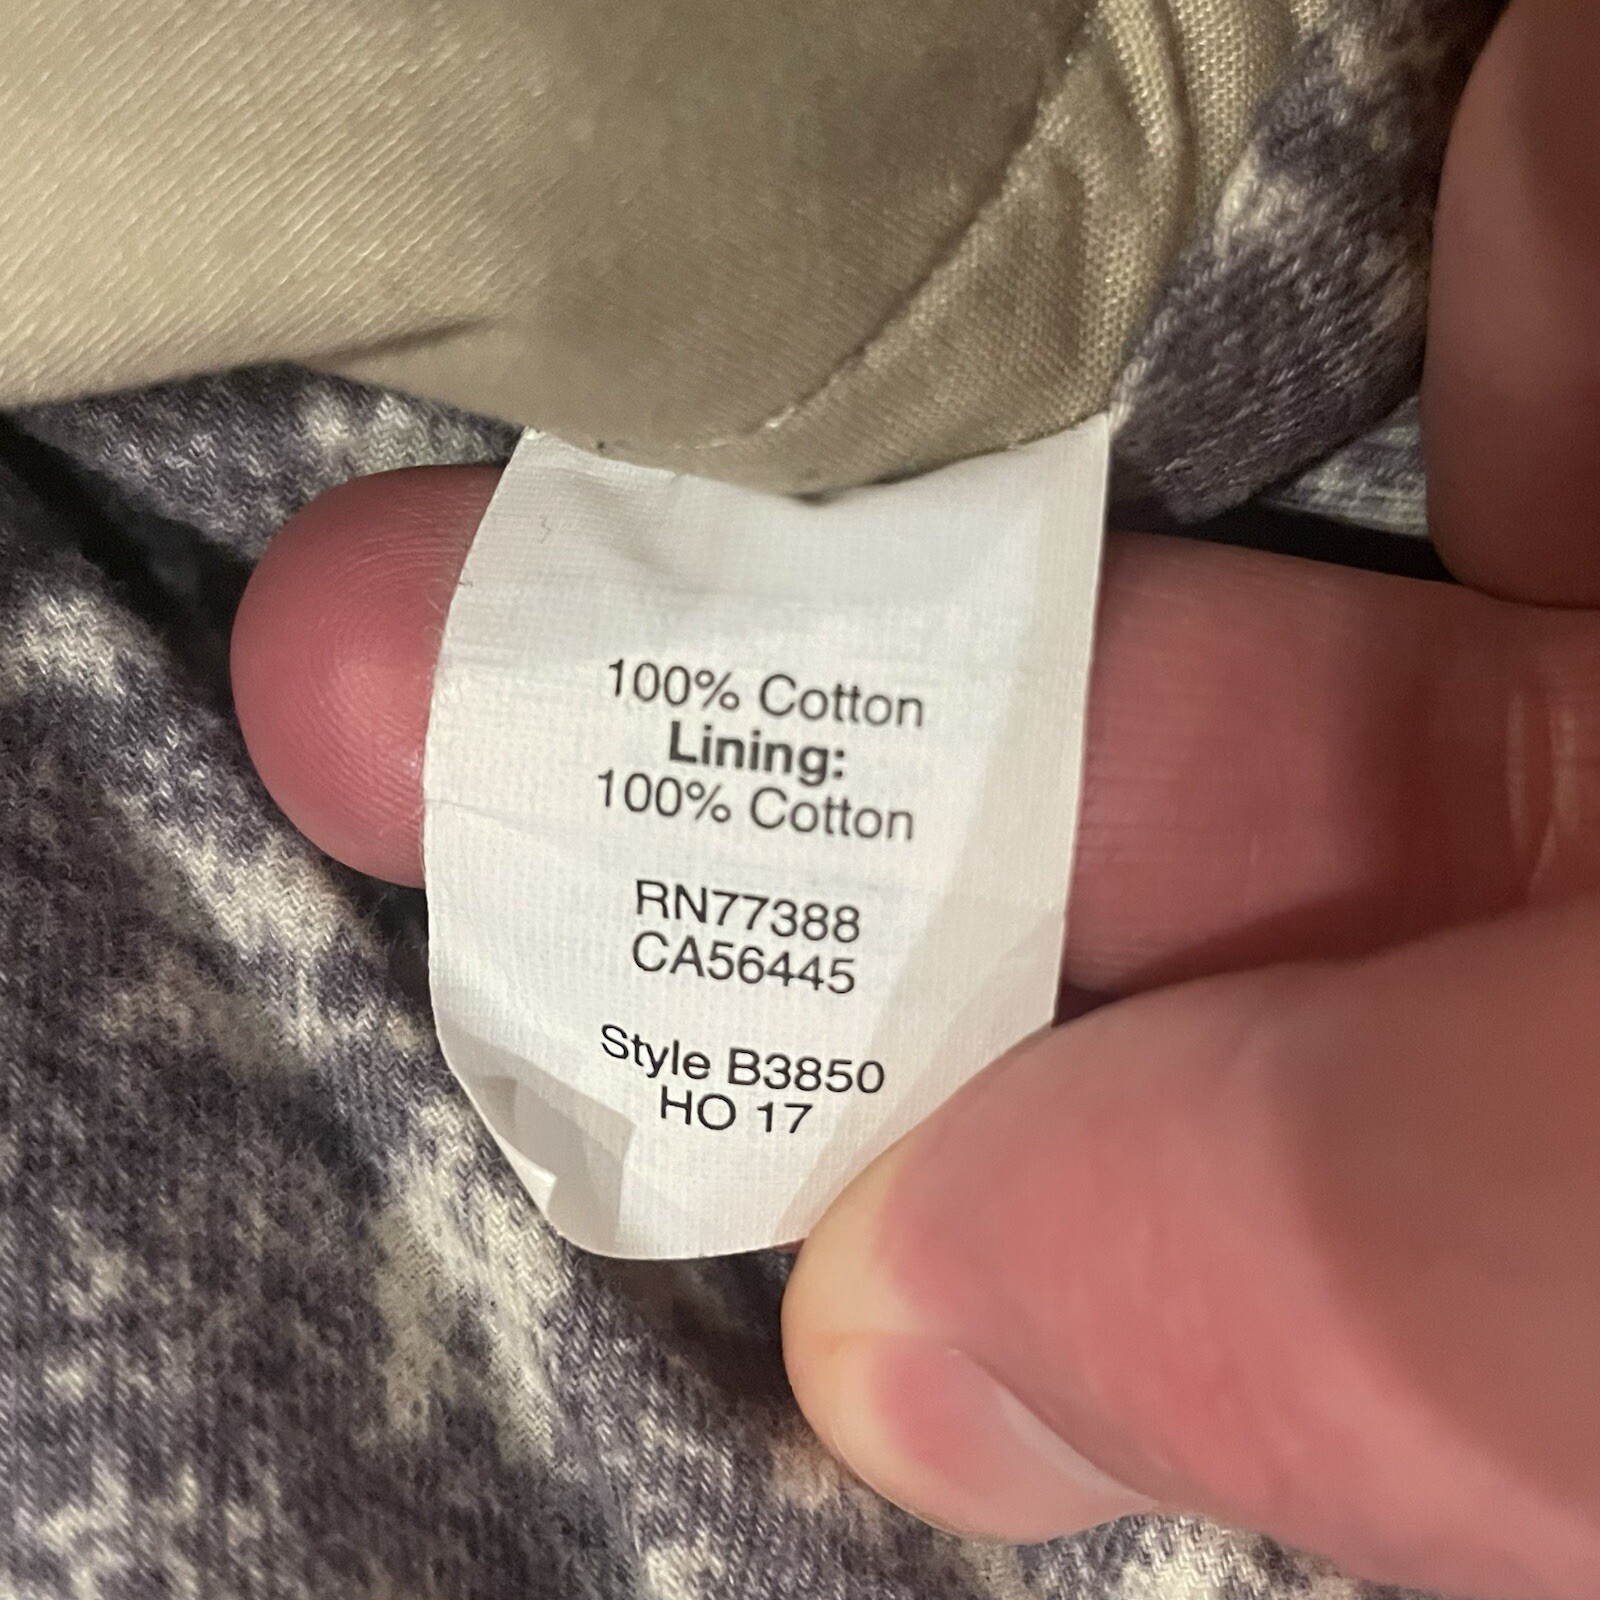 100% Cotton
Lining:
100% Cotton
RN77388
CA56445
Style B3850
HO 17